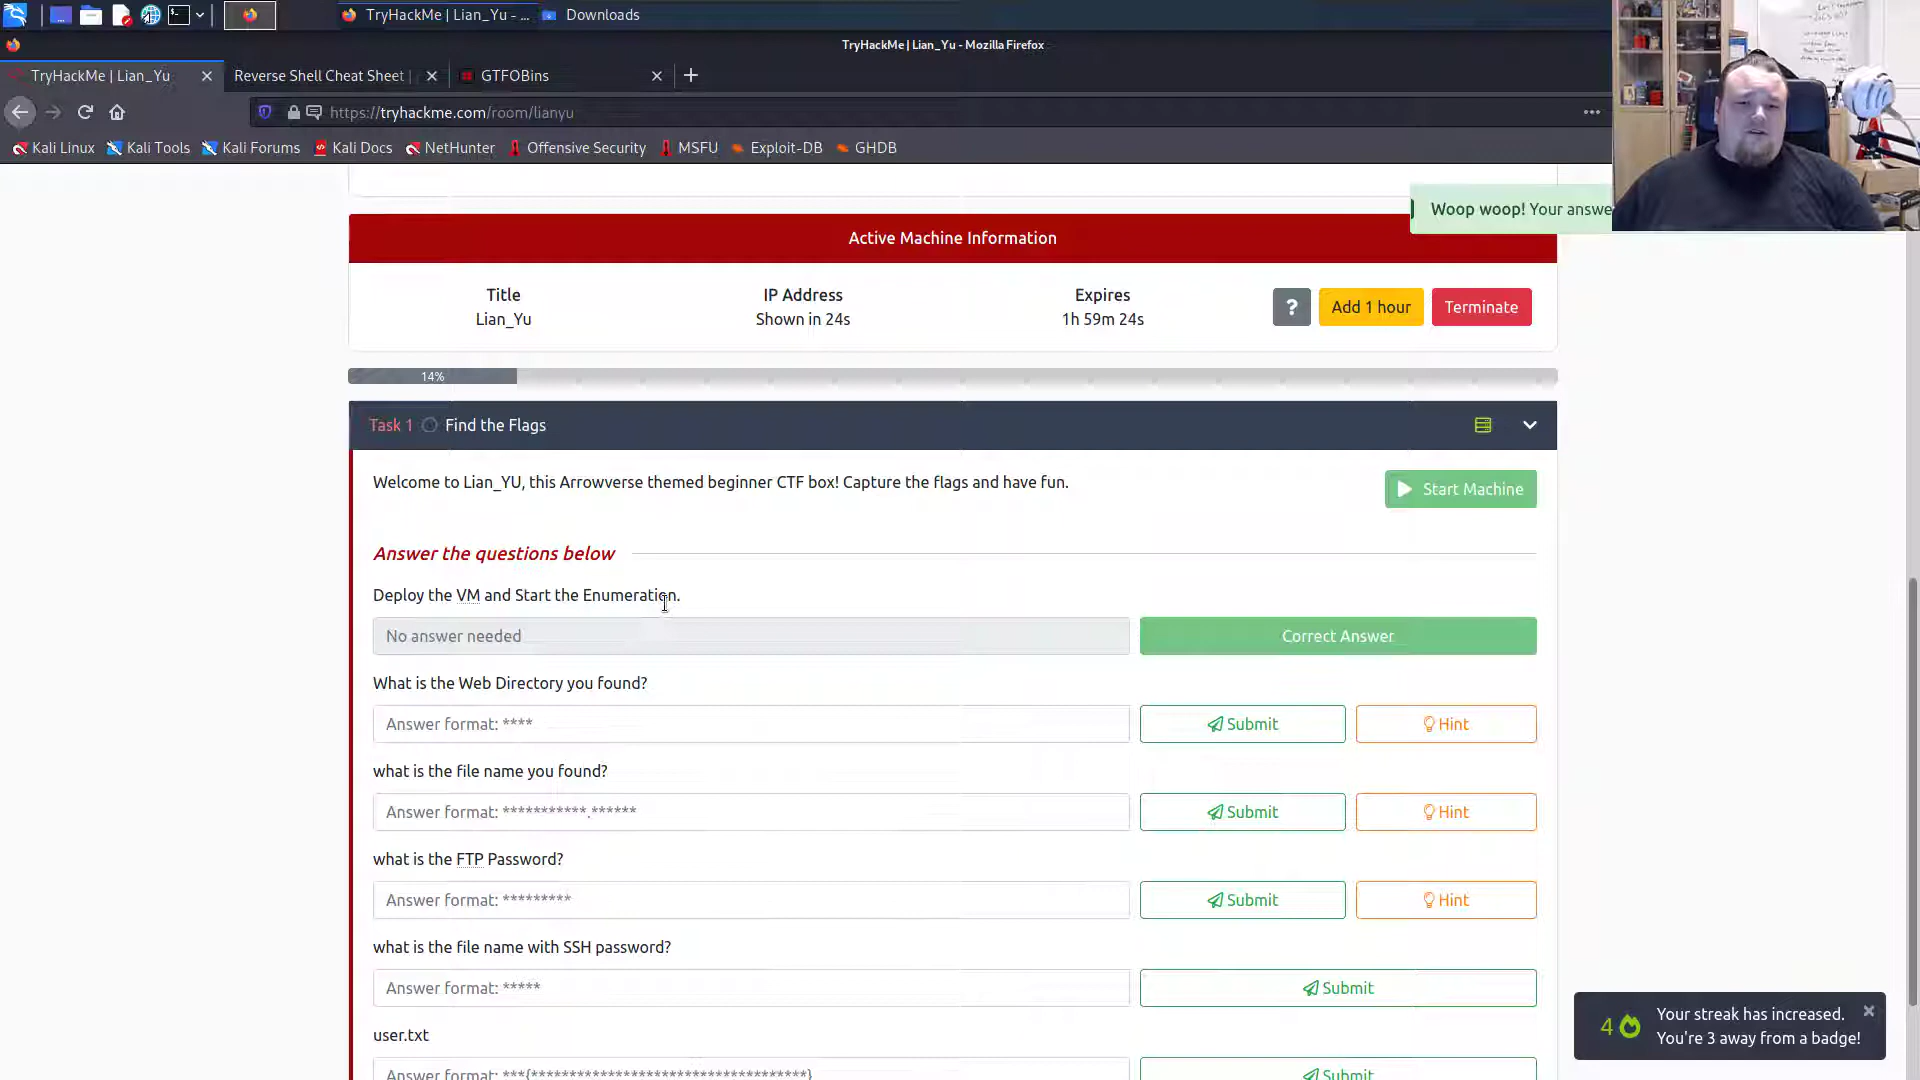 TryHackMe | Lian_Yu - ...
Downloads
TryHackMe | Lian_Yu - Mozilla Firefox
TryHackMe | Lian_Yu
Reverse Shell Cheat Sheet |
GTFOBins
https://tryhackme.com/room/lianyu
Kali Linux
Kali Tools
Kali Forums
Kali Docs
NetHunter
Offensive Security
MSFU
Exploit-DB
GHDB
Woop woop! Your answe
Active Machine Information
Title
IP Address
Expires
Lian_Yu
Shown in 24s
1h 59m 24s
?
Add 1 hour
Terminate
14%
Task 1
Find the Flags
Welcome to Lian_YU, this Arrowverse themed beginner CTF box! Capture the flags and have fun.
Start Machine
Answer the questions below
Deploy the VM and Start the Enumeration.
No answer needed
Correct Answer
What is the Web Directory you found?
Answer format: ****
Submit
Hint
what is the file name you found?
Answer format: ***********.******
Submit
Hint
what is the FTP Password?
Answer format: *********
Submit
Hint
what is the file name with SSH password?
Answer format: *****
Submit
4
Your streak has increased.
You're 3 away from a badge!
user.txt
Submit